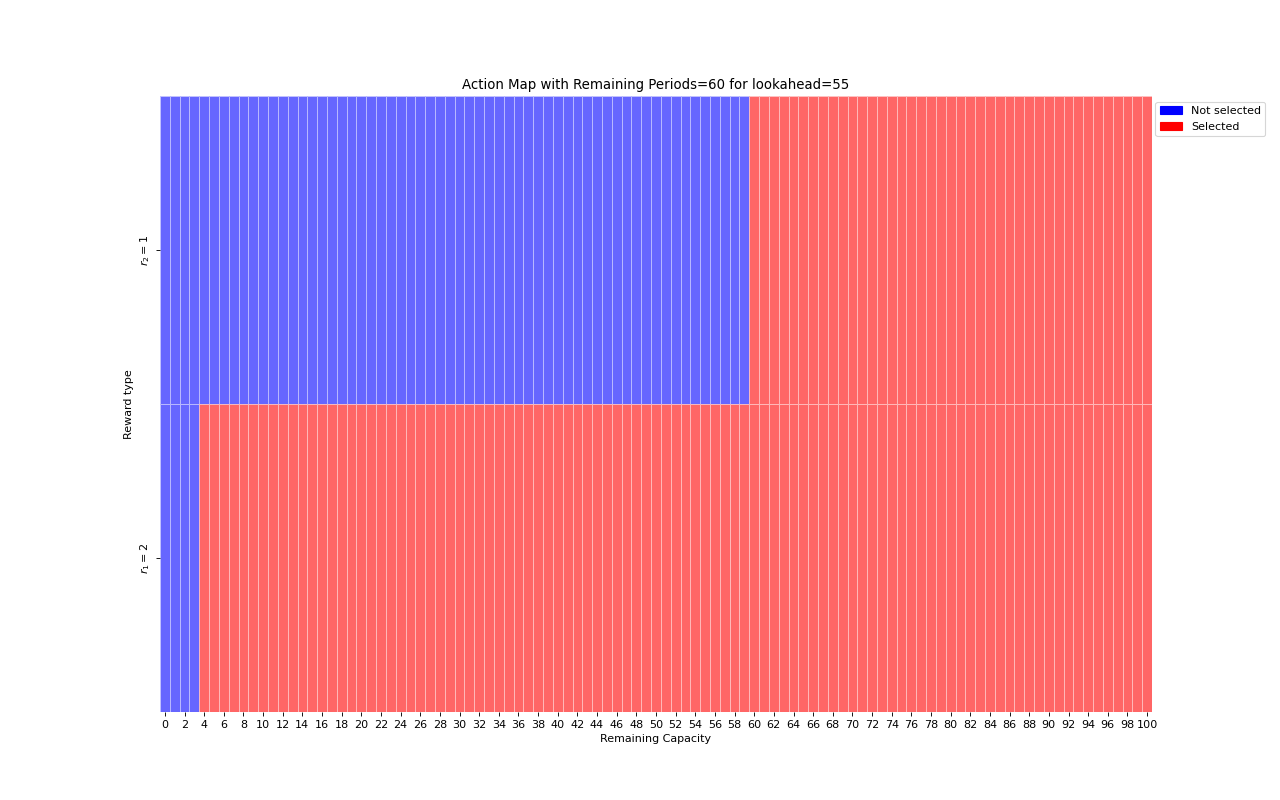 Action Map with Remaining Periods=60 for lookahead=55
Not selected
Selected
r₂ = 1
Reward type
r₁ = 2
0 2 4 6 8 10 12 14 16 18 20 22 24 26 28 30 32 34 36 38 40 42 44 46 48 50 52 54 56 58 60 62 64 66 68 70 72 74 76 78 80 82 84 86 88 90 92 94 96 98 100
Remaining Capacity